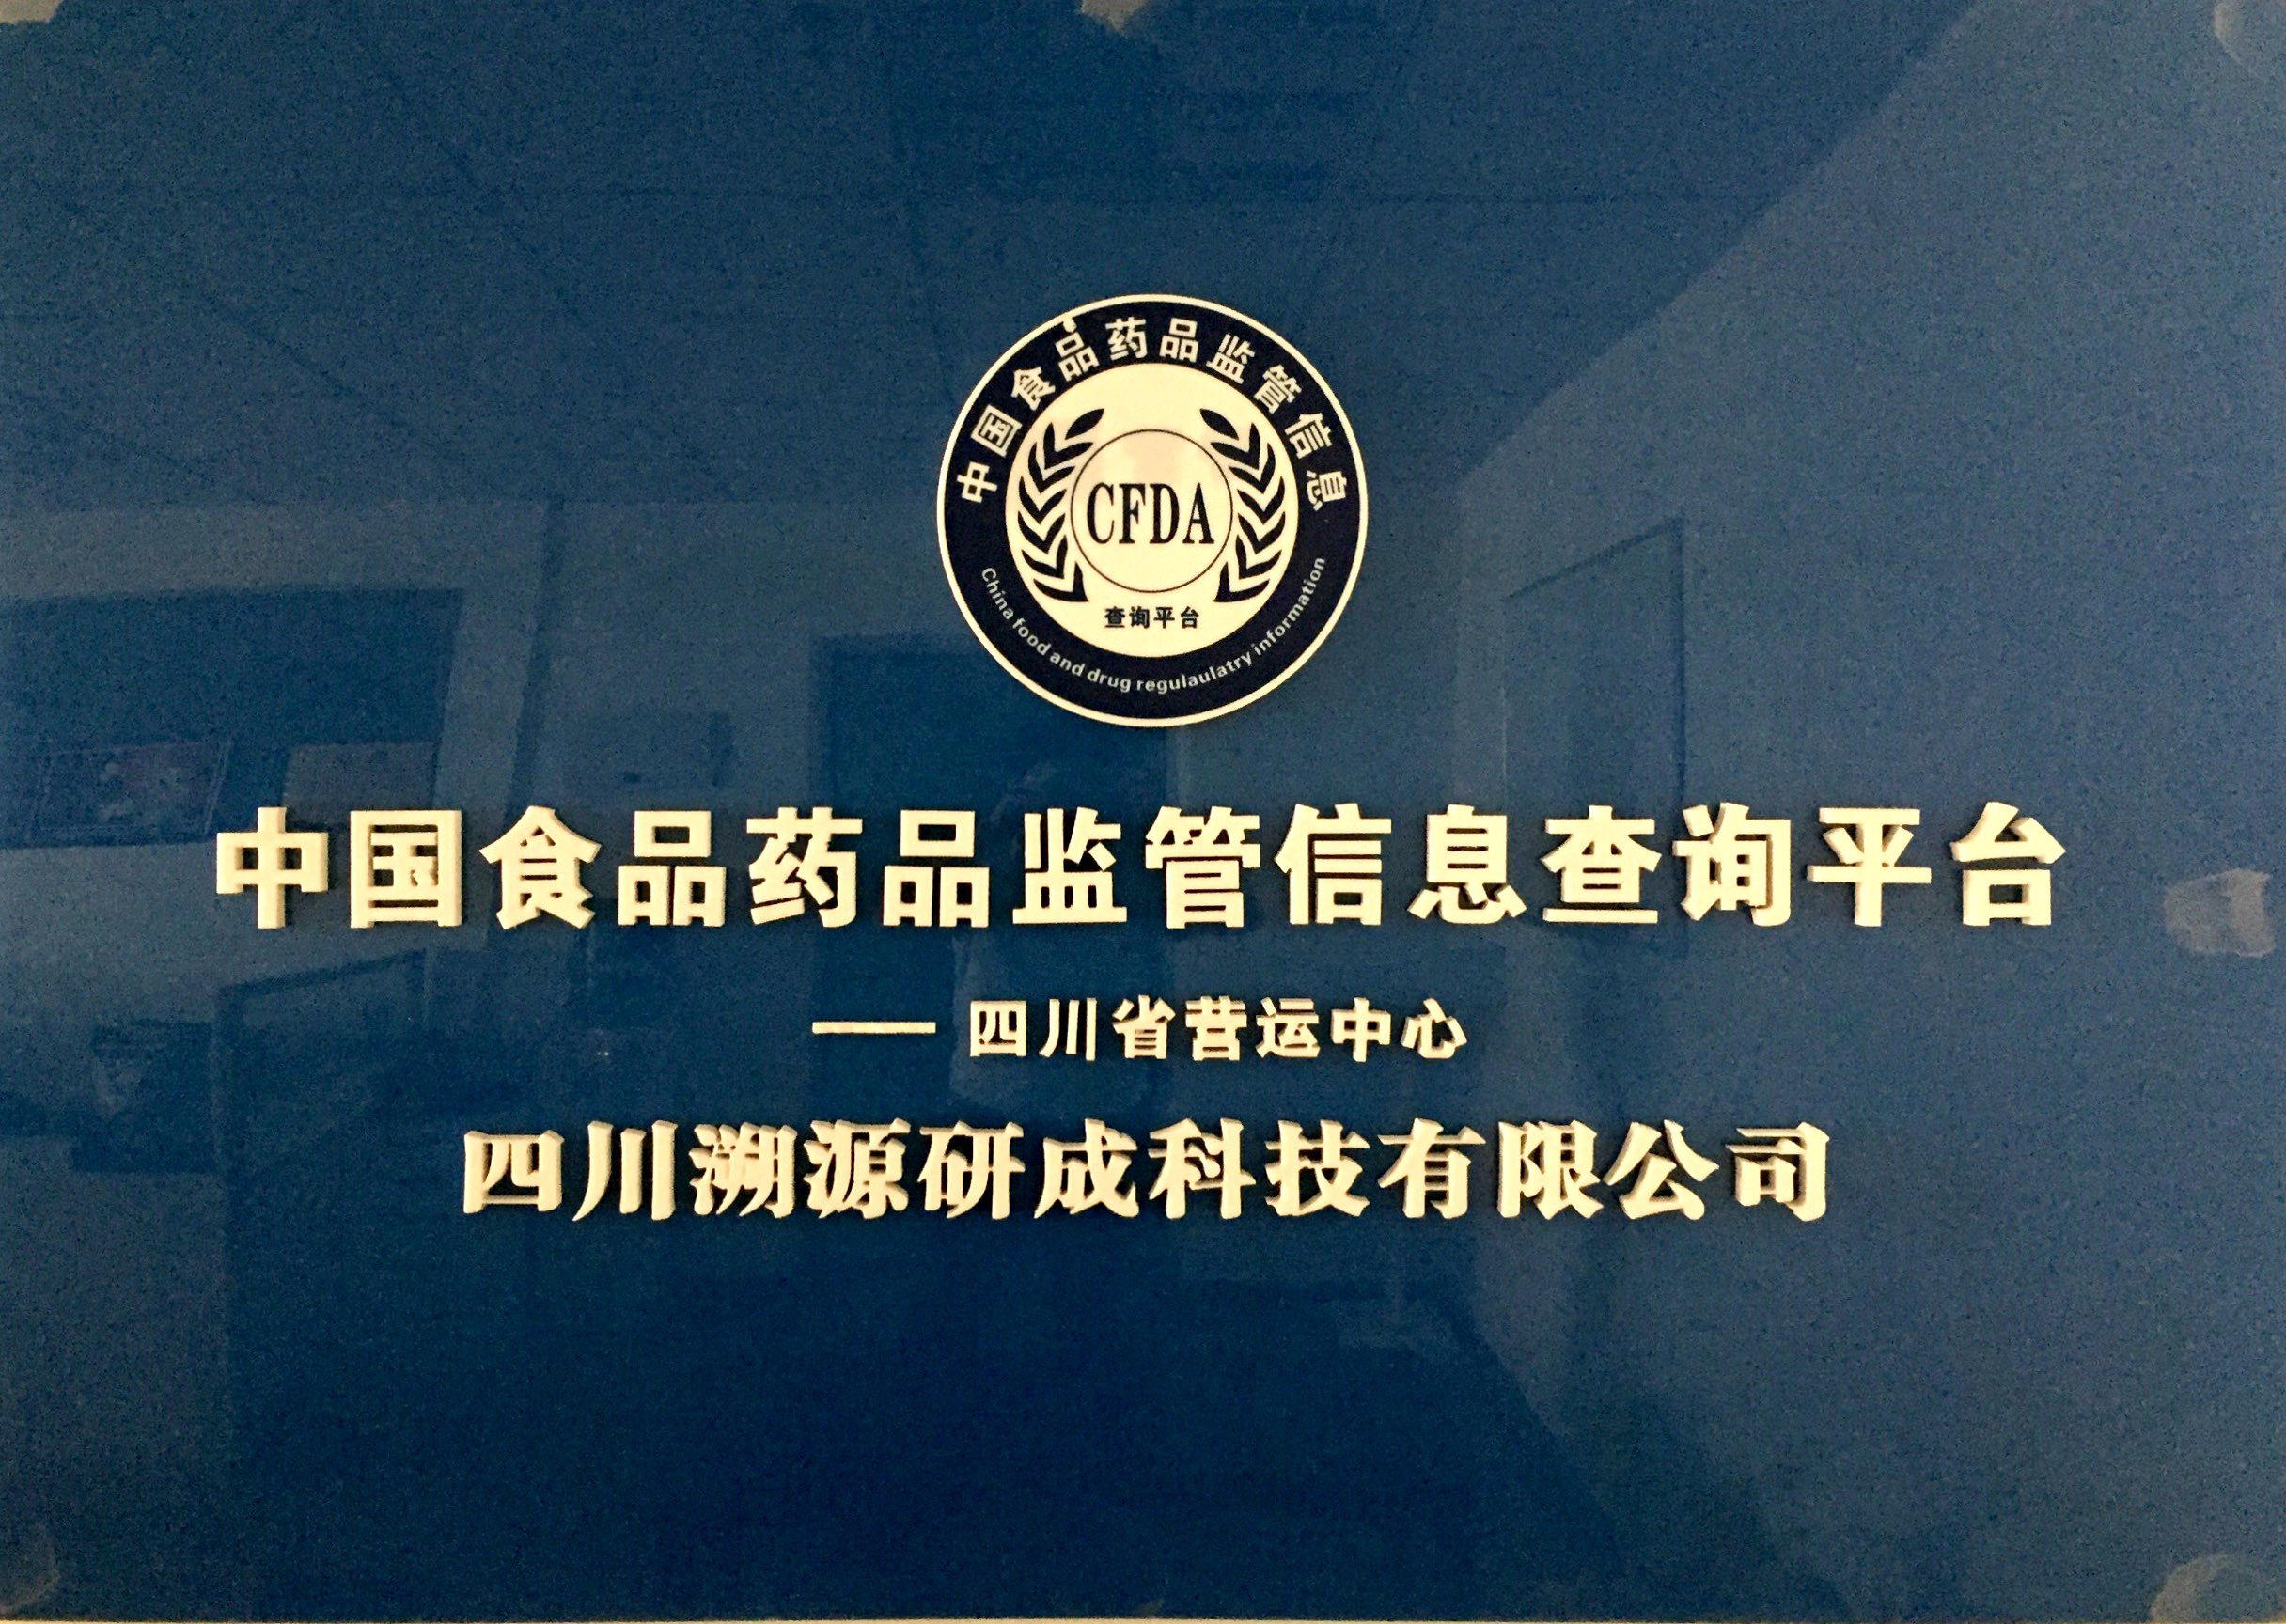 中国食品药品监管信息
CFDA
查询平台
China food and drug regulaulatry information
中国食品药品监管信息查询平台
——四川省营运中心
四川溯源研成科技有限公司